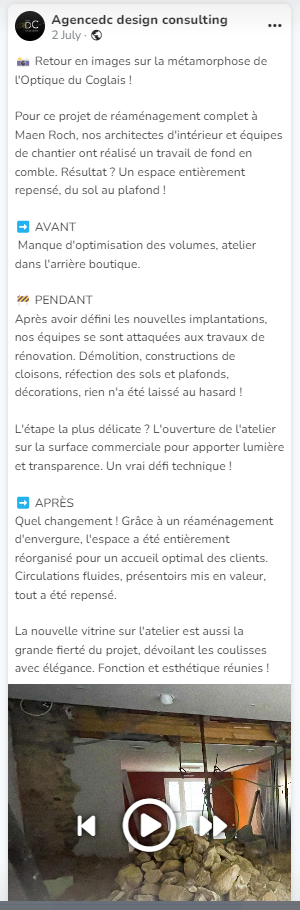 Agencedc design consulting
2 July ·
📸 Retour en images sur la métamorphose de
l'Optique du Coglais !
Pour ce projet de réaménagement complet à
Maen Roch, nos architectes d'intérieur et équipes
de chantier ont réalisé un travail de fond en
comble. Résultat ? Un espace entièrement
repensé, du sol au plafond !
➡️ AVANT
Manque d'optimisation des volumes, atelier
dans l'arrière boutique.
🚧 PENDANT
Après avoir défini les nouvelles implantations,
nos équipes se sont attaquées aux travaux de
rénovation. Démolition, constructions de
cloisons, réfection des sols et plafonds,
décorations, rien n'a été laissé au hasard !
L'étape la plus délicate ? L'ouverture de l'atelier
sur la surface commerciale pour apporter lumière
et transparence. Un vrai défi technique !
➡️ APRÈS
Quel changement ! Grâce à un réaménagement
d'envergure, l'espace a été entièrement
réorganisé pour un accueil optimal des clients.
Circulations fluides, présentoirs mis en valeur,
tout a été repensé.
La nouvelle vitrine sur l'atelier est aussi la
grande fierté du projet, dévoilant les coulisses
avec élégance. Fonction et esthétique réunies !